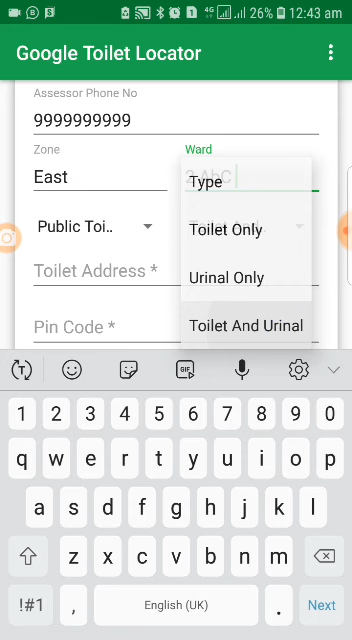 4G 26% 12:43 am
Google Toilet Locator
Assessor Phone No
9999999999
Zone
Ward
East
Type
Public Toi..
Toilet Only
Toilet Address *
Urinal Only
Pin Code *
Toilet And Urinal
GIF
1 2 3 4 5 6 7 8 9 0
q w e r t y u i o p
a s d f g h j k l
z x c v b n m
!#1 , English (UK) . Next